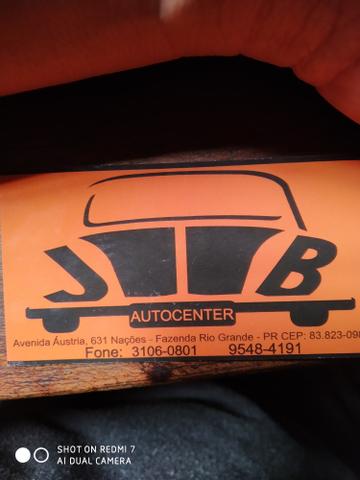 J B
AUTOCENTER
Avenida Áustria, 631 Nações - Fazenda Rio Grande - PR CEP: 83.823-098
Fone: 3106-0801 9548-4191
SHOT ON REDMI 7
AI DUAL CAMERA